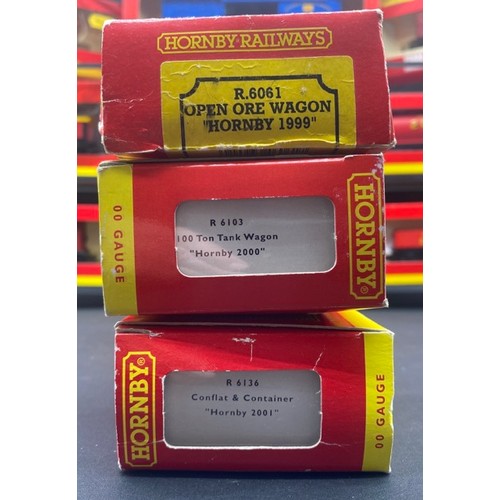 HORNBY RAILWAYS
R.6061
OPEN ORE WAGON
"HORNBY 1999"
00 GAUGE
R 6103
100 Ton Tank Wagon
"Hornby 2000"
HORNBY®
HORNBY®
R 6136
Conflat & Container
"Hornby 2001"
00 GAUGE